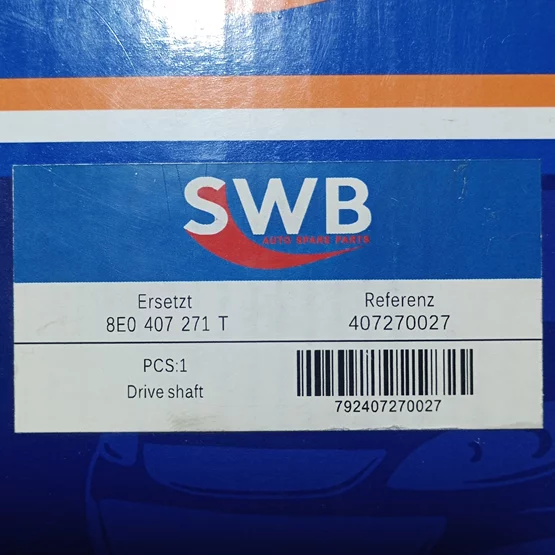 SWB
AUTO SPARE PARTS
Ersetzt
8E0 407 271 T
Referenz
407270027
PCS:1
Drive shaft
792407270027